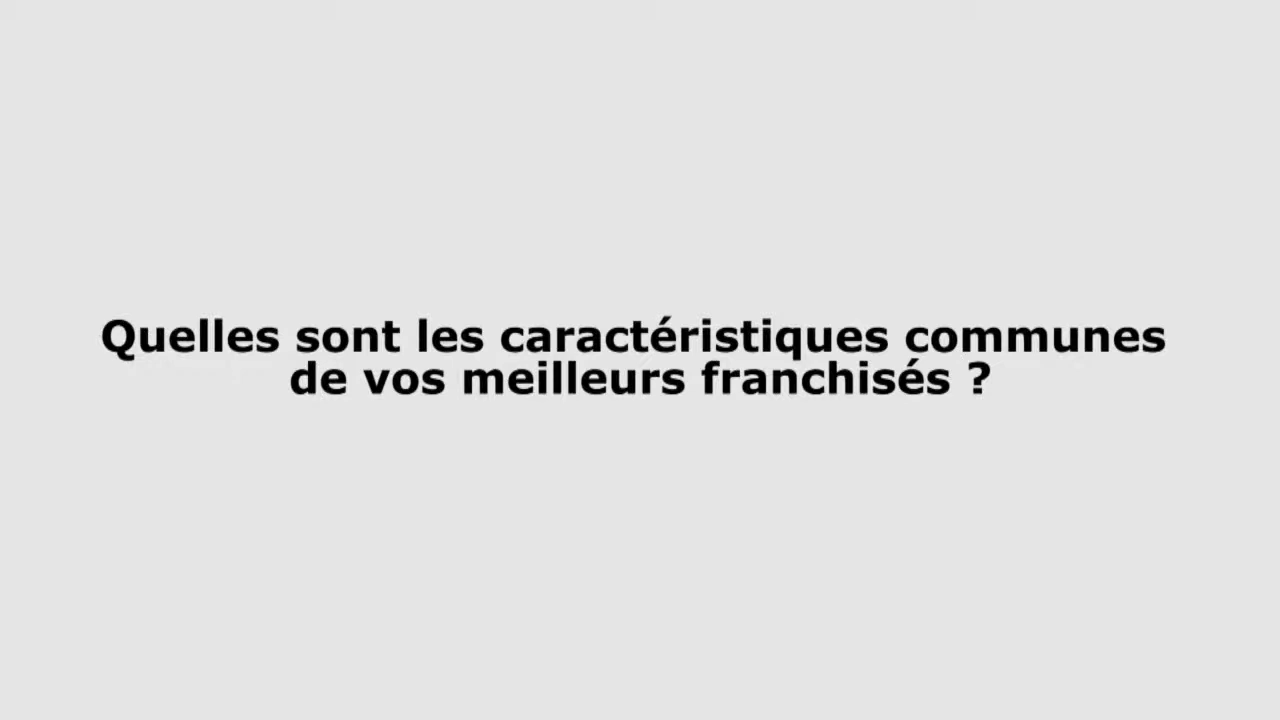 Quelles sont les caractéristiques communes
de vos meilleurs franchisés ?